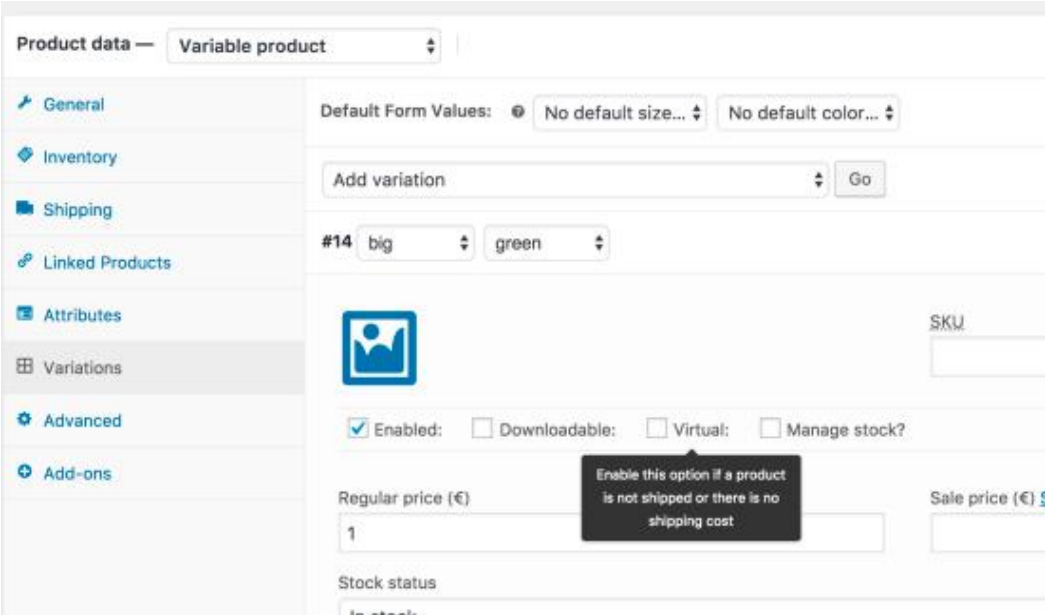 Product data — Variable product
General
Inventory
Shipping
Linked Products
Attributes
Variations
Advanced
Add-ons
Default Form Values: No default size... No default color...
Add variation Go
#14 big green
SKU
Enabled: Downloadable: Virtual: Manage stock?
Enable this option if a product
is not shipped or there is no
shipping cost
Regular price (€) Sale price (€)
1
Stock status
In stock